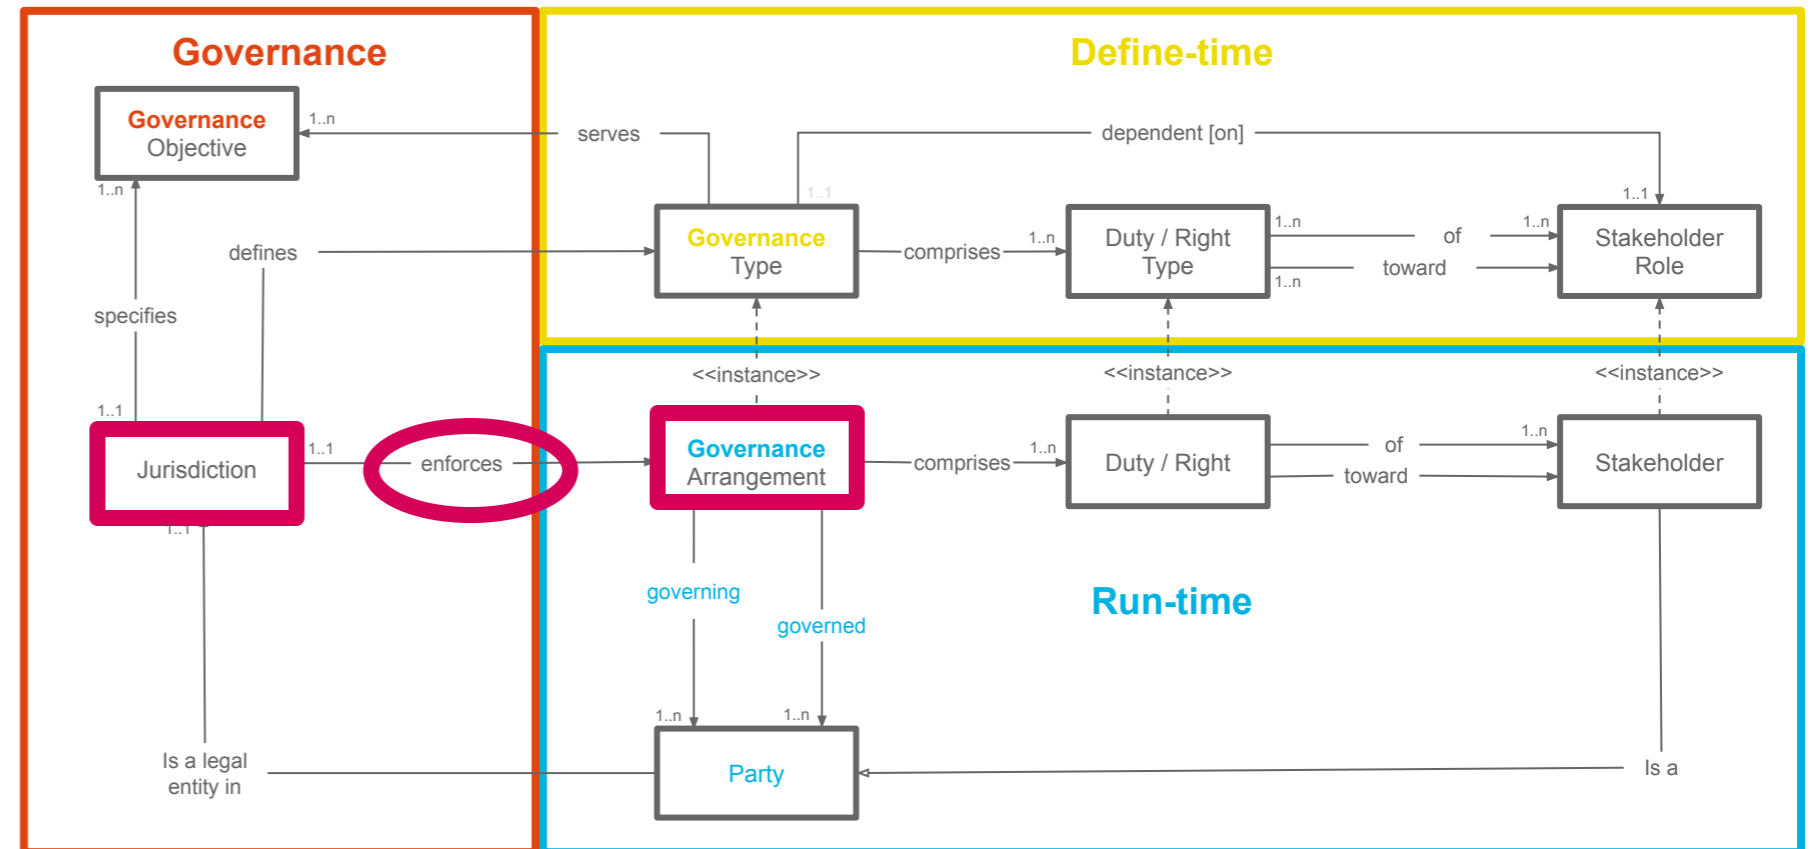 Governance
Define-time
Governance
Objective
1..n
serves
dependent [on]
1..n
1..1
1..1
defines
Governance
Type
comprises
1..n
Duty / Right
Type
1..n
of
1..n
toward
1..n
Stakeholder
Role
specifies
<<instance>>
<<instance>>
<<instance>>
1..1
Jurisdiction
1..1
enforces
Governance
Arrangement
comprises
1..n
Duty / Right
of
1..n
toward
Stakeholder
1..1
governing
governed
Run-time
1..n
1..n
Is a legal
entity in
Party
Is a